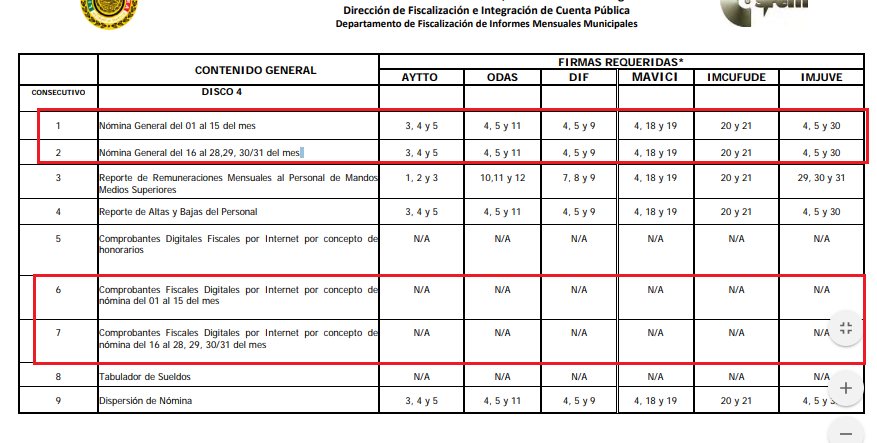 Dirección de Fiscalización e Integración de Cuenta Pública
Departamento de Fiscalización de Informes Mensuales Municipales
CONTENIDO GENERAL FIRMAS REQUERIDAS*
AYTTO ODAS DIF MAVICI IMCUFUDE IMJUVE
CONSECUTIVO DISCO 4
1 Nómina General del 01 al 15 del mes 3, 4 y 5 4, 5 y 11 4, 5 y 9 4, 18 y 19 20 y 21 4, 5 y 30
2 Nómina General del 16 al 28,29, 30/31 del mes 3, 4 y 5 4, 5 y 11 4, 5 y 9 4, 18 y 19 20 y 21 4, 5 y 30
3 Reporte de Remuneraciones Mensuales al Personal de Mandos 1, 2 y 3 10,11 y 12 7, 8 y 9 4, 18 y 19 20 y 21 29, 30 y 31
Medios Superiores
4 Reporte de Altas y Bajas del Personal 3, 4 y 5 4, 5 y 11 4, 5 y 9 4, 18 y 19 20 y 21 4, 5 y 30
5 Comprobantes Digitales Fiscales por Internet por concepto de N/A N/A N/A N/A N/A N/A
honorarios
6 Comprobantes Fiscales Digitales por Internet por concepto de N/A N/A N/A N/A N/A N/A
nómina del 01 al 15 del mes
7 Comprobantes Fiscales Digitales por Internet por concepto de N/A N/A N/A N/A N/A N/A
nómina del 16 al 28, 29, 30/31 del mes
8 Tabulador de Sueldos N/A N/A N/A N/A N/A N/A
9 Dispersión de Nómina 3, 4 y 5 4, 5 y 11 4, 5 y 9 4, 18 y 19 20 y 21 4, 5 y